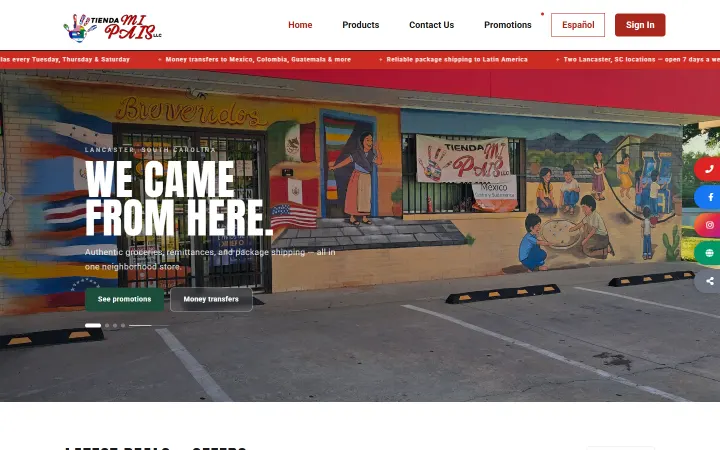 TIENDA MI PAIS LLC
Home
Products
Contact Us
Promotions
Español
Sign In
las every Tuesday, Thursday & Saturday
Money transfers to Mexico, Colombia, Guatemala & more
Reliable package shipping to Latin America
Two Lancaster, SC locations — open 7 days a we
Bienvenidos
TIENDA MI PAIS LLC
Mexico
LANCASTER, SOUTH CAROLINA
WE CAME
FROM HERE.
Authentic groceries, remittances, and package shipping — all in
one neighborhood store.
See promotions
Money transfers